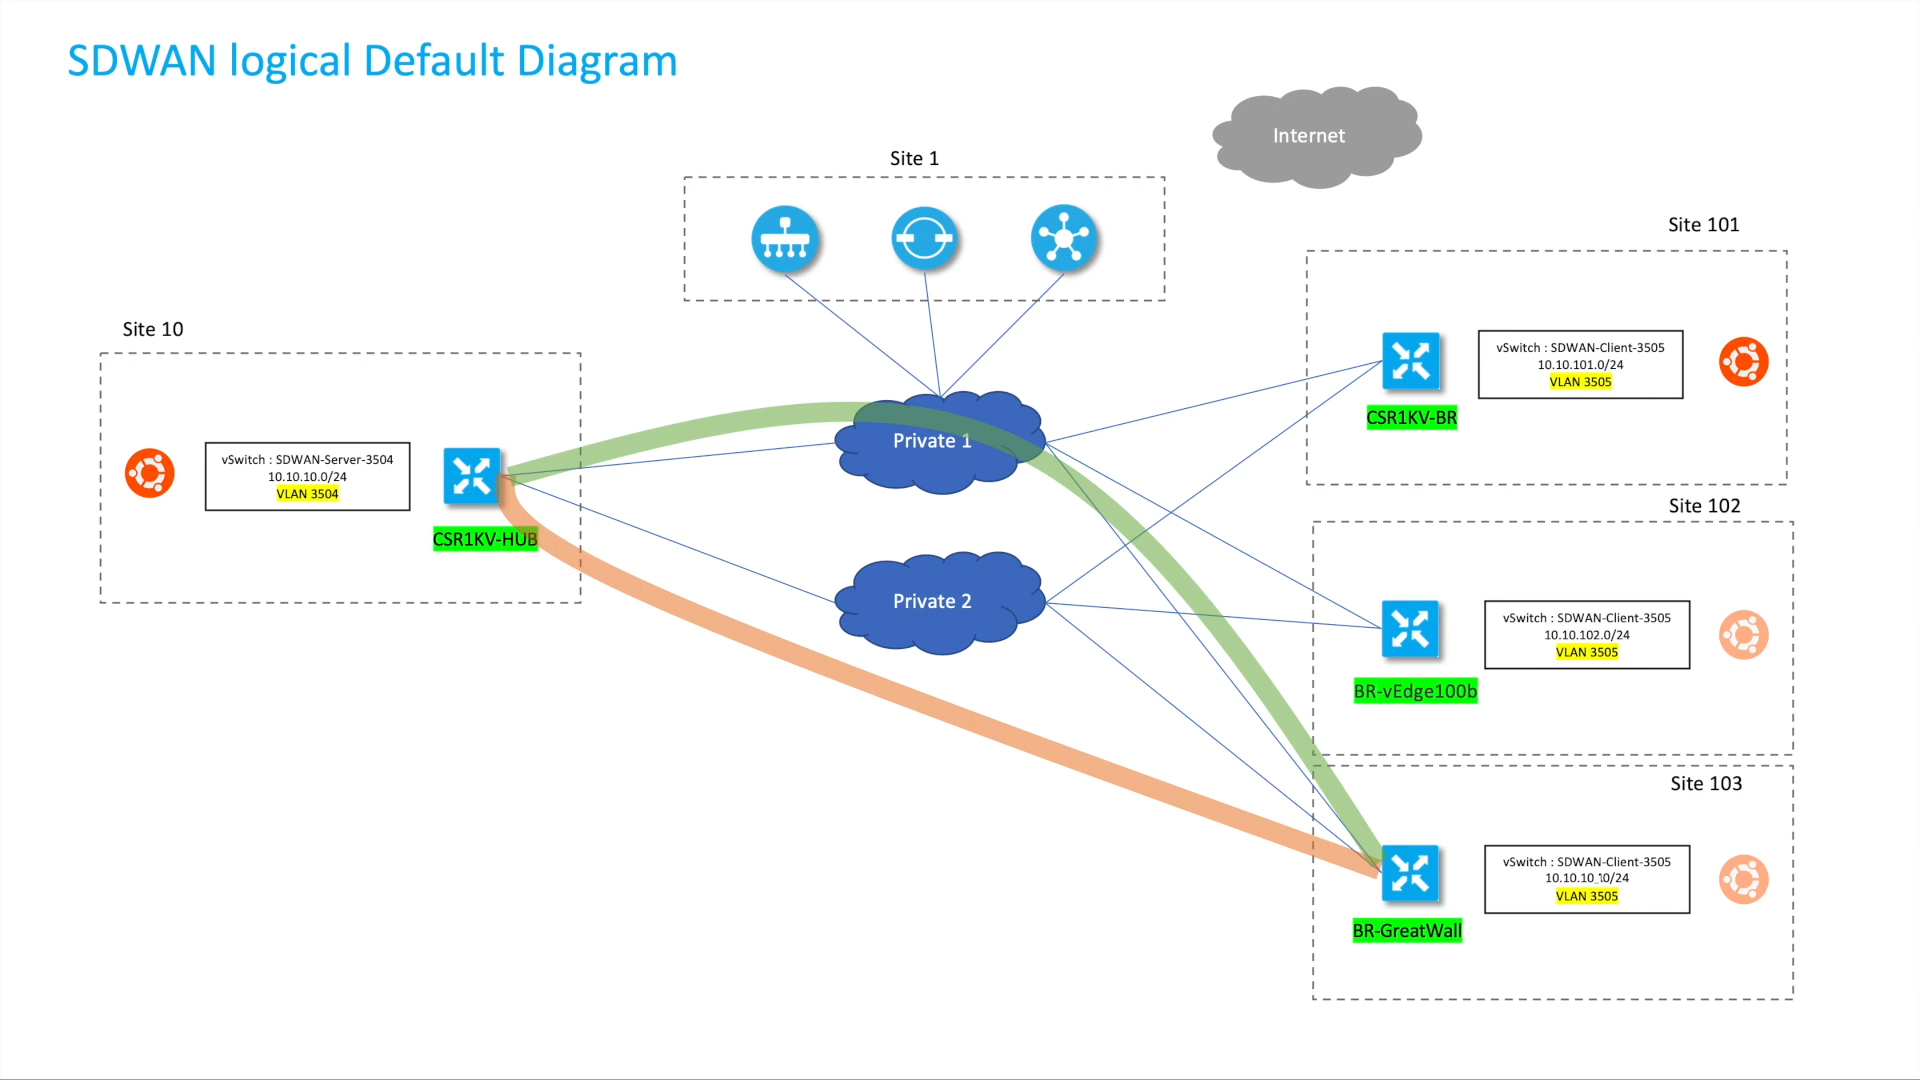 SDWAN logical Default Diagram
Internet
Site 1
Site 101
vSwitch : SDWAN-Client-3505
10.10.101.0/24
VLAN 3505
CSR1KV-BR
Site 10
vSwitch : SDWAN-Server-3504
10.10.10.0/24
VLAN 3504
CSR1KV-HUB
Private 1
Private 2
Site 102
vSwitch : SDWAN-Client-3505
10.10.102.0/24
VLAN 3505
BR-vEdge100b
Site 103
vSwitch : SDWAN-Client-3505
VLAN 3505
BR-GreatWall